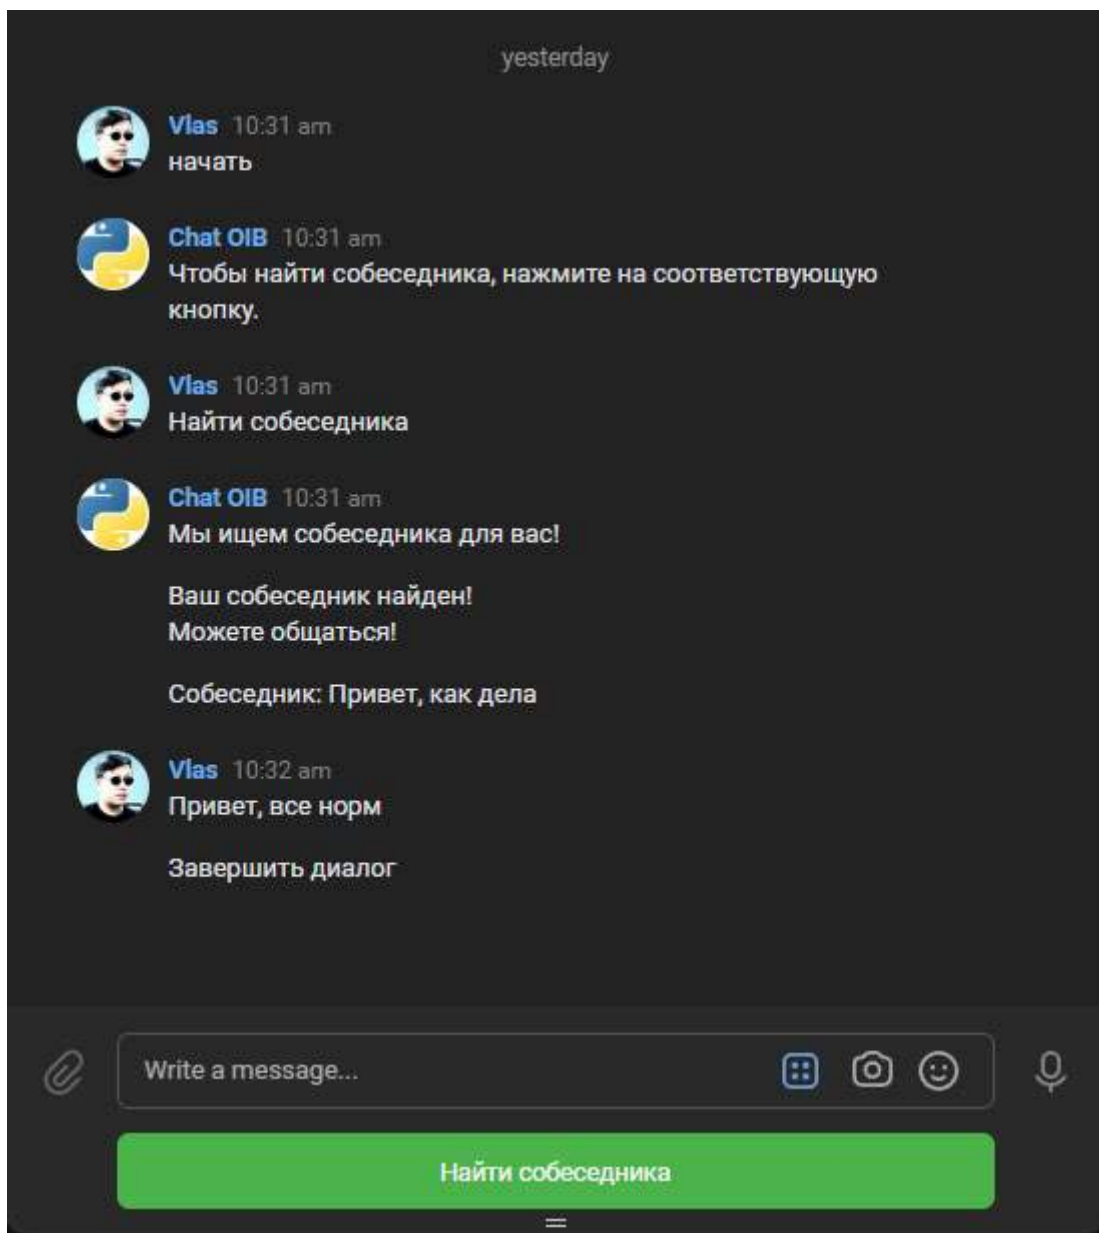 yesterday
Vlas 10:31 am
начать
Chat OIB 10:31 am
Чтобы найти собеседника, нажмите на соответствующую
кнопку.
Vlas 10:31 am
Найти собеседника
Chat OIB 10:31 am
Мы ищем собеседника для вас!
Ваш собеседник найден!
Можете общаться!
Собеседник: Привет, как дела
Vlas 10:32 am
Привет, все норм
Завершить диалог
Write a message...
Найти собеседника